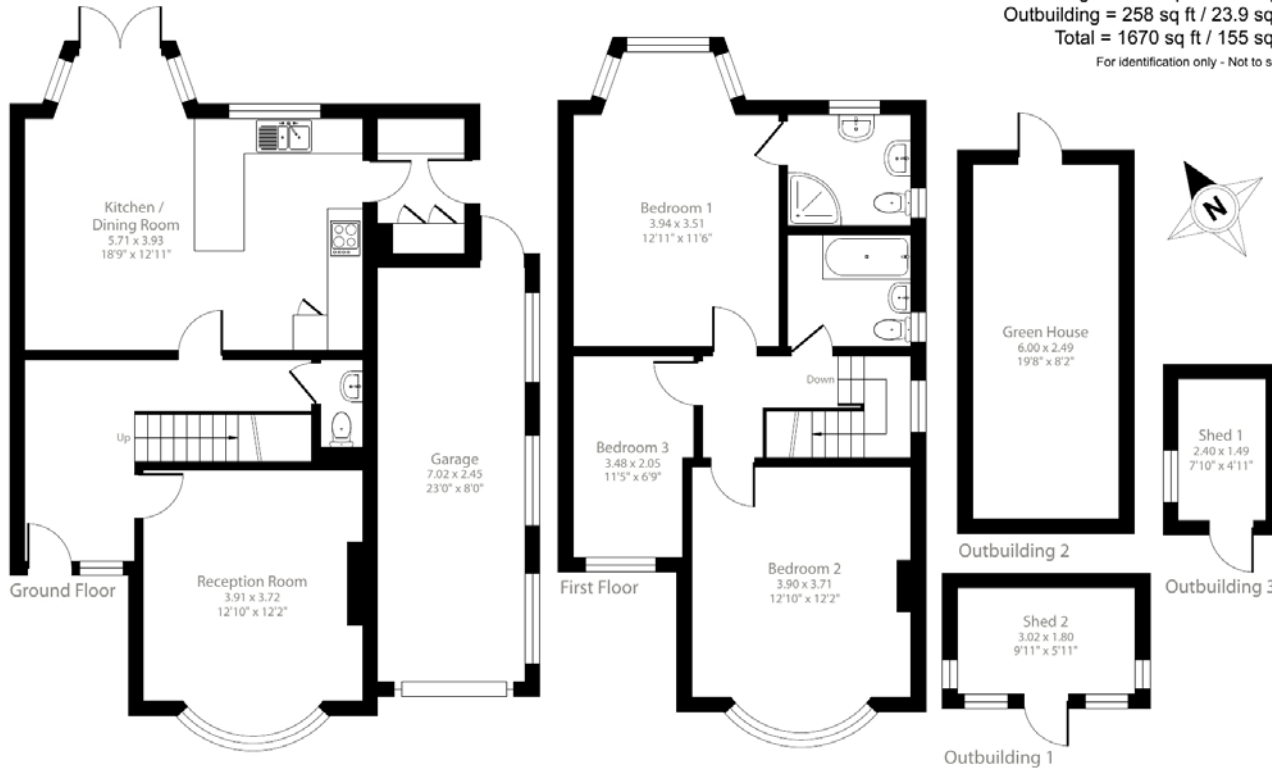 Outbuilding = 258 sq ft / 23.9 sq
Total = 1670 sq ft / 155 sq
For identification only - Not to s
Kitchen /
Dining Room
5.71 x 3.93
18'9" x 12'11"
Up
Reception Room
3.91 x 3.72
12'10" x 12'2"
Garage
7.02 x 2.45
23'0" x 8'0"
Ground Floor
Bedroom 1
3.94 x 3.51
12'11" x 11'6"
Down
Bedroom 3
3.48 x 2.05
11'5" x 6'9"
Bedroom 2
3.90 x 3.71
12'10" x 12'2"
First Floor
N
Green House
6.00 x 2.49
19'8" x 8'2"
Outbuilding 2
Shed 1
2.40 x 1.49
7'10" x 4'11"
Outbuilding 3
Shed 2
3.02 x 1.80
9'11" x 5'11"
Outbuilding 1